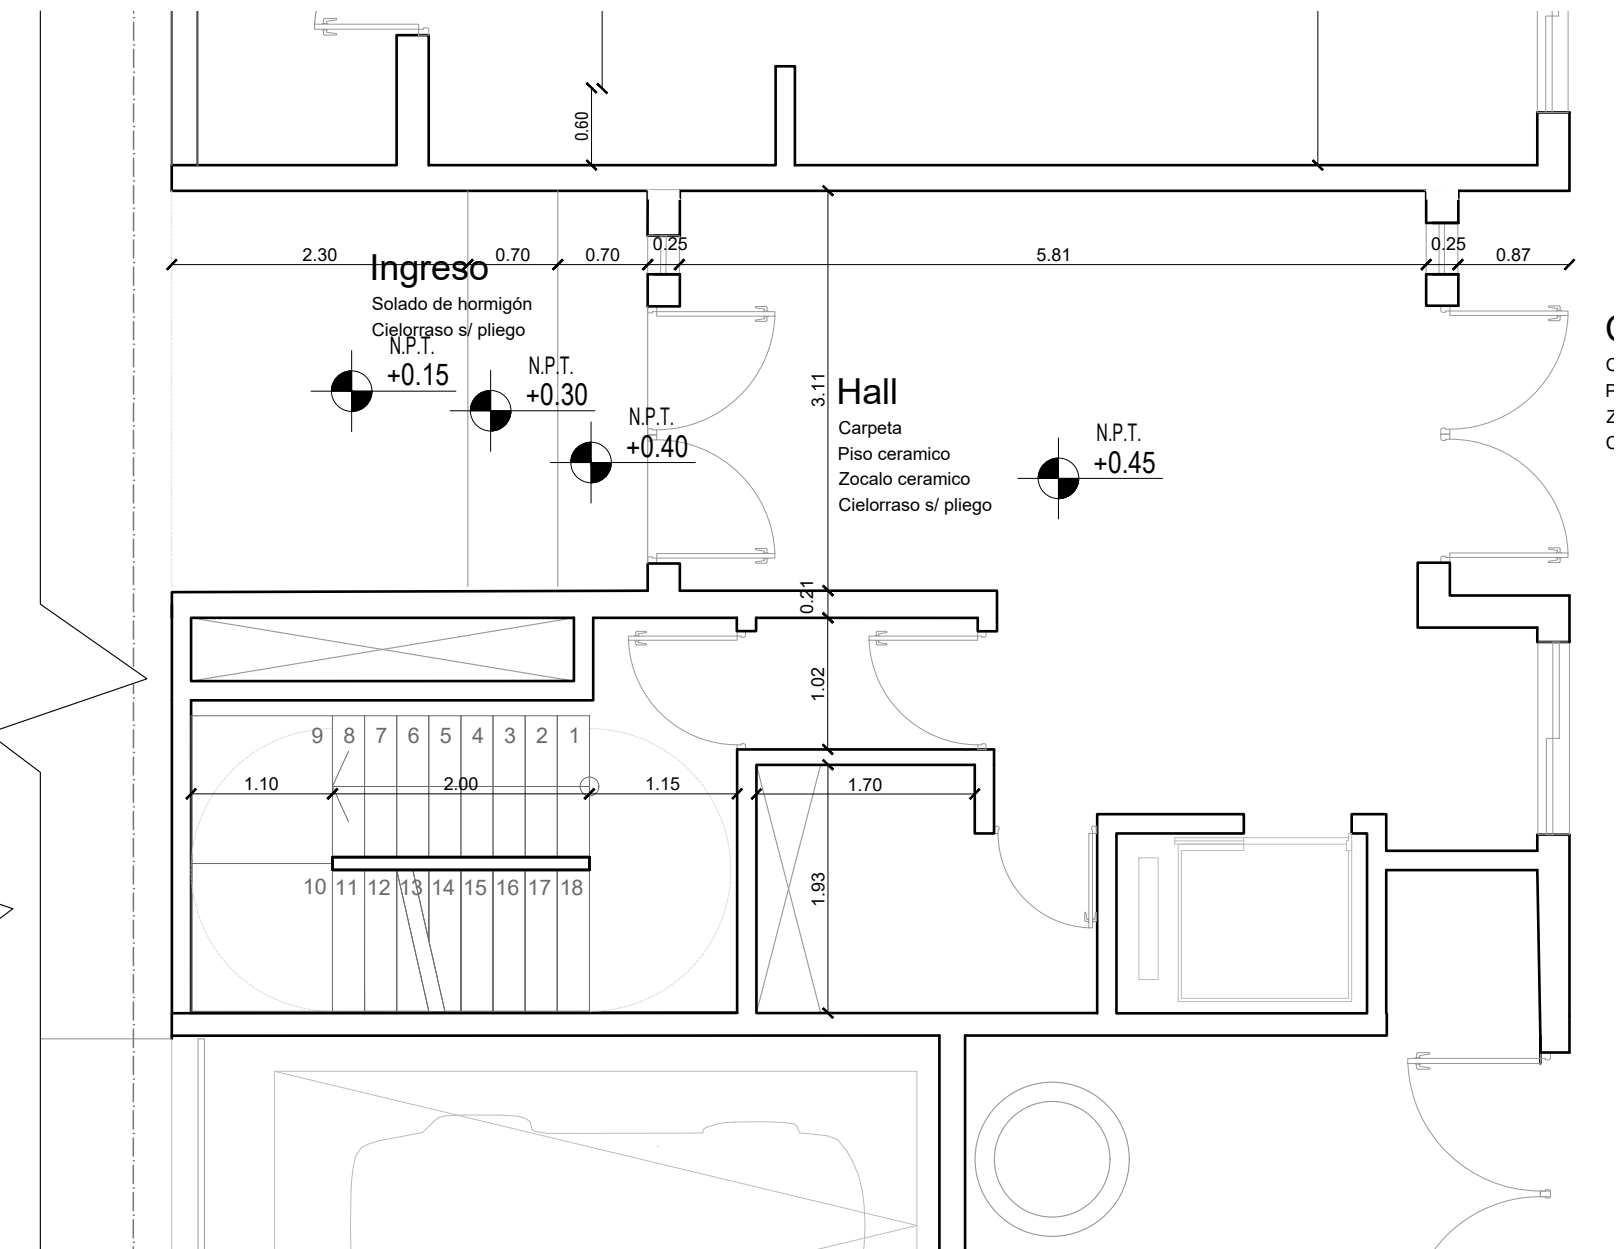 0.60
2.30
0.70
0.70
0.25
5.81
0.25
0.87
Ingreso
Solado de hormigón
Cielorraso s/ pliego
N.P.T.
+0.15
N.P.T.
+0.30
N.P.T.
+0.40
3.11
Hall
Carpeta
Piso ceramico
Zocalo ceramico
Cielorraso s/ pliego
N.P.T.
+0.45
0.21
1.02
9 8 7 6 5 4 3 2 1
1.10
2.00
1.15
1.70
10 11 12 13 14 15 16 17 18
1.93